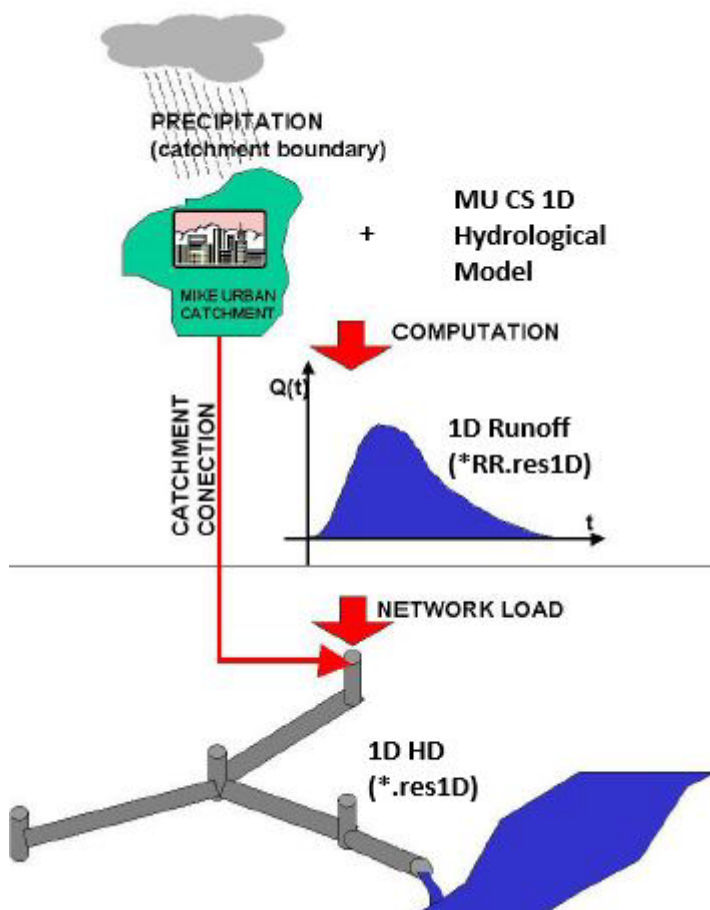 PRECIPITATION
(catchment boundary)
MIKE URBAN
CATCHMENT
+
MU CS 1D
Hydrological
Model
COMPUTATION
Q(t)
1D Runoff
(*RR.res1D)
t
CATCHMENT
CONECTION
NETWORK LOAD
1D HD
(*.res1D)